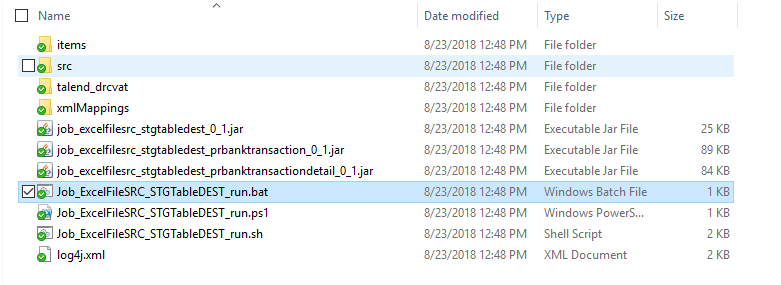 Name Date modified Type Size
items 8/23/2018 12:48 PM File folder
src 8/23/2018 12:48 PM File folder
talend_drcvat 8/23/2018 12:48 PM File folder
xmlMappings 8/23/2018 12:48 PM File folder
job_excelfilesrc_stgtabledest_0_1.jar 8/23/2018 12:48 PM Executable Jar File 25 KB
job_excelfilesrc_stgtabledest_prbanktransaction_0_1.jar 8/23/2018 12:48 PM Executable Jar File 89 KB
job_excelfilesrc_stgtabledest_prbanktransactiondetail_0_1.jar 8/23/2018 12:48 PM Executable Jar File 84 KB
Job_ExcelFileSRC_STGTableDEST_run.bat 8/23/2018 12:48 PM Windows Batch File 1 KB
Job_ExcelFileSRC_STGTableDEST_run.ps1 8/23/2018 12:48 PM Windows PowerS... 1 KB
Job_ExcelFileSRC_STGTableDEST_run.sh 8/23/2018 12:48 PM Shell Script 2 KB
log4j.xml 8/23/2018 12:48 PM XML Document 2 KB